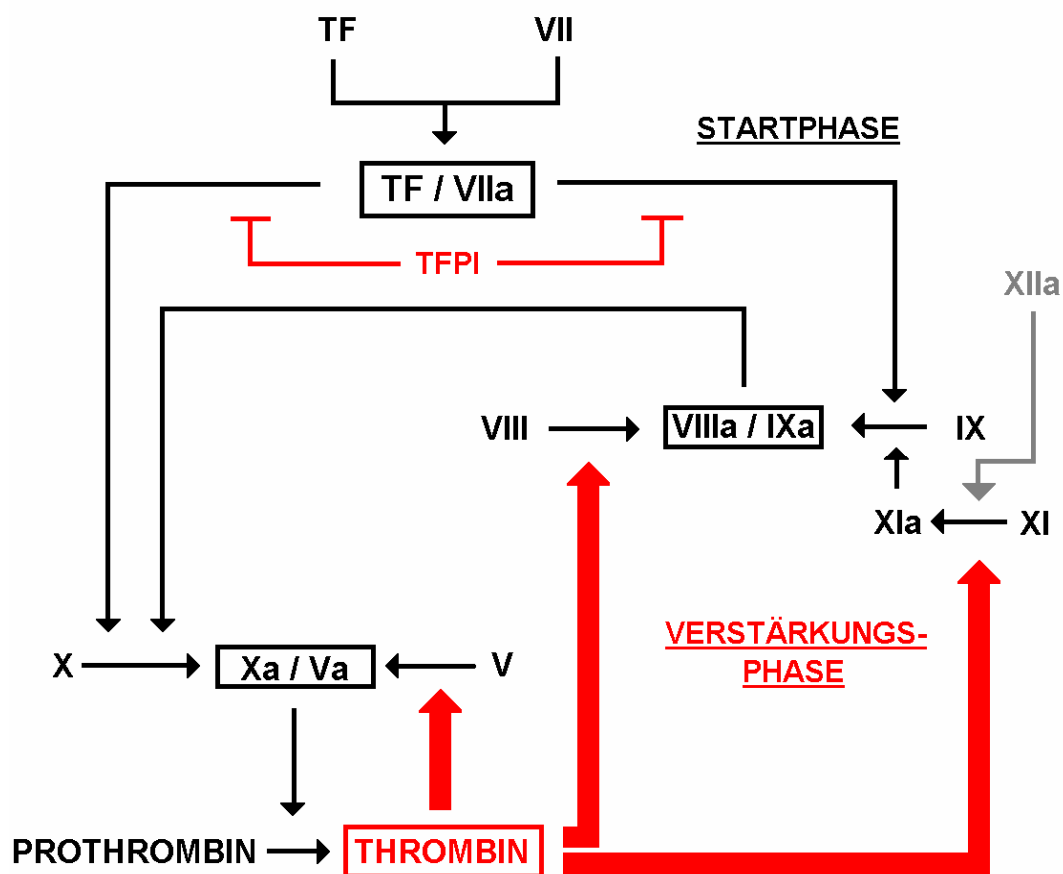 TF
VII
STARTPHASE
TF / VIIa
TFPI
XIIa
VIII
VIIIa / IXa
IX
XIa
XI
VERSTÄRKUNGS-
PHASE
X
Xa / Va
V
PROTHROMBIN
THROMBIN